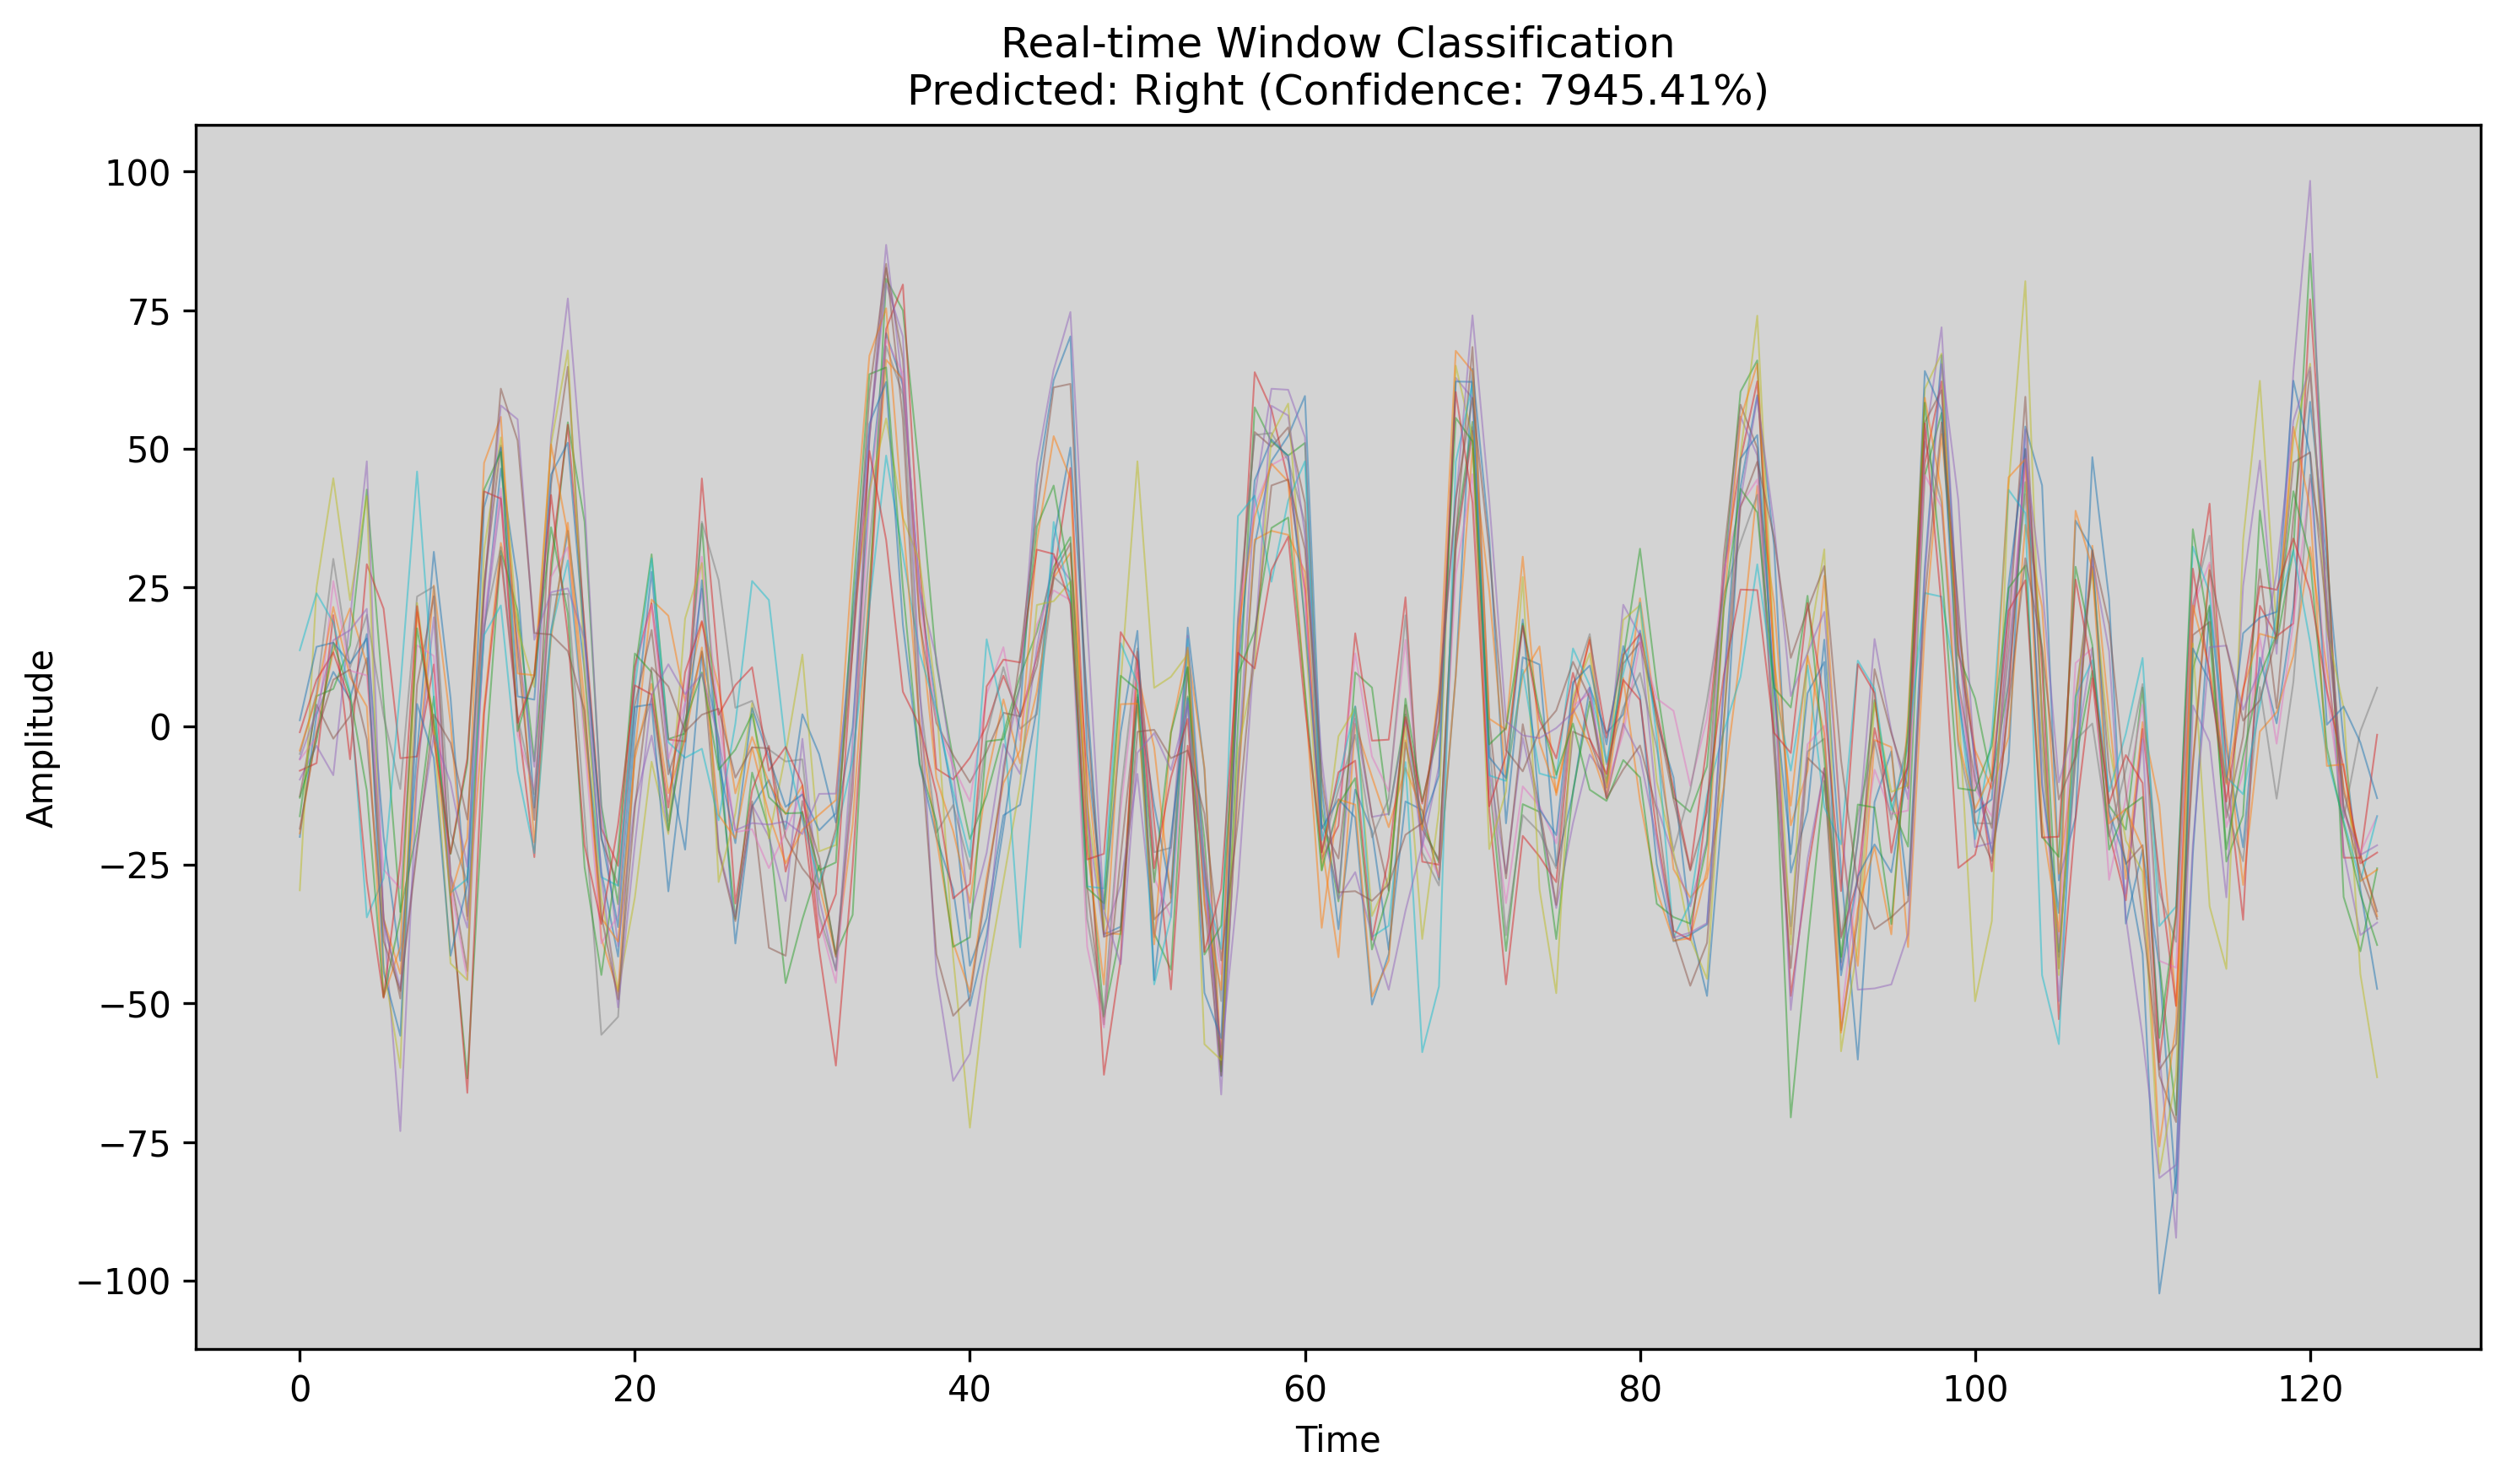 Real-time Window Classification
Predicted: Right (Confidence: 7945.41%)
100
75
50
25
0
−25
−50
−75
−100
Amplitude
0 20 40 60 80 100 120
Time